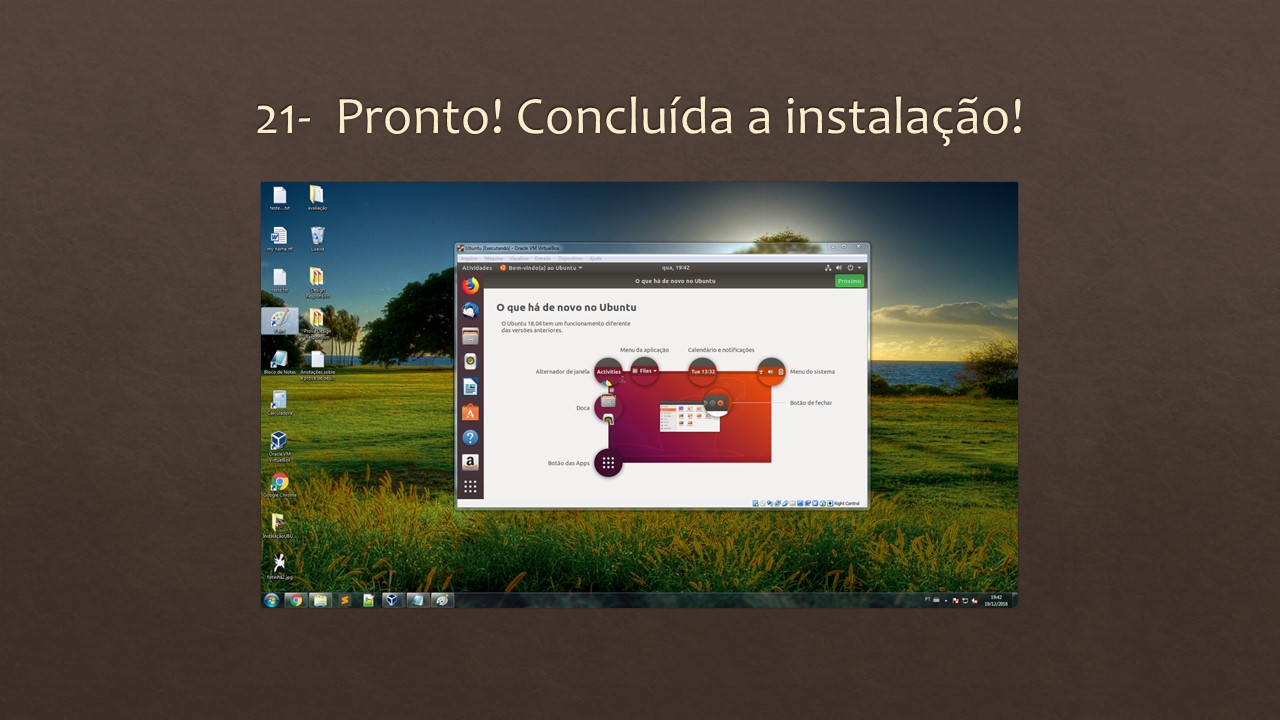 21- Pronto! Concluída a instalação!
teste....txt
avaliação
my name.rtf
Lixeira
Ubuntu [Executando] - Oracle VM VirtualBox
Arquivo Máquina Visualizar Entrada Dispositivos Ajuda
Atividades Bem-vindo(a) ao Ubuntu qua, 19:42
O que há de novo no Ubuntu Próximo
O que há de novo no Ubuntu
O Ubuntu 18.04 tem um funcionamento diferente
das versões anteriores.
Menu da aplicação Calendário e notificações
Alternador de janela Activities Files Tue 13:32 Menu do sistema
Botão de fechar
Doca
Botão das Apps
Right Control
teste.txt
Design
Paint
Prova Design
Bloco de Notas
Anotações sobre
Calculadora
Oracle VM
VirtualBox
Google Chrome
InstalaçãoUBU...
fotinha2.jpg
PT
19:42
19/12/2018